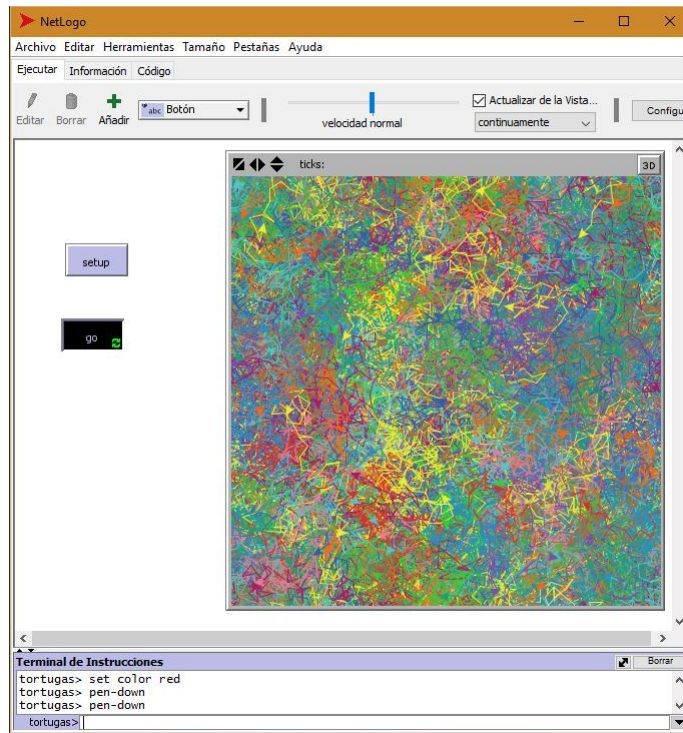 NetLogo
Archivo Editar Herramientas Tamaño Pestañas Ayuda
Ejecutar Información Código
Editar Borrar Añadir abc Botón velocidad normal Actualizar de la Vista... continuamente Configu
ticks: 3D
setup
go
Terminal de Instrucciones Borrar
tortugas> set color red
tortugas> pen-down
tortugas> pen-down
tortugas>